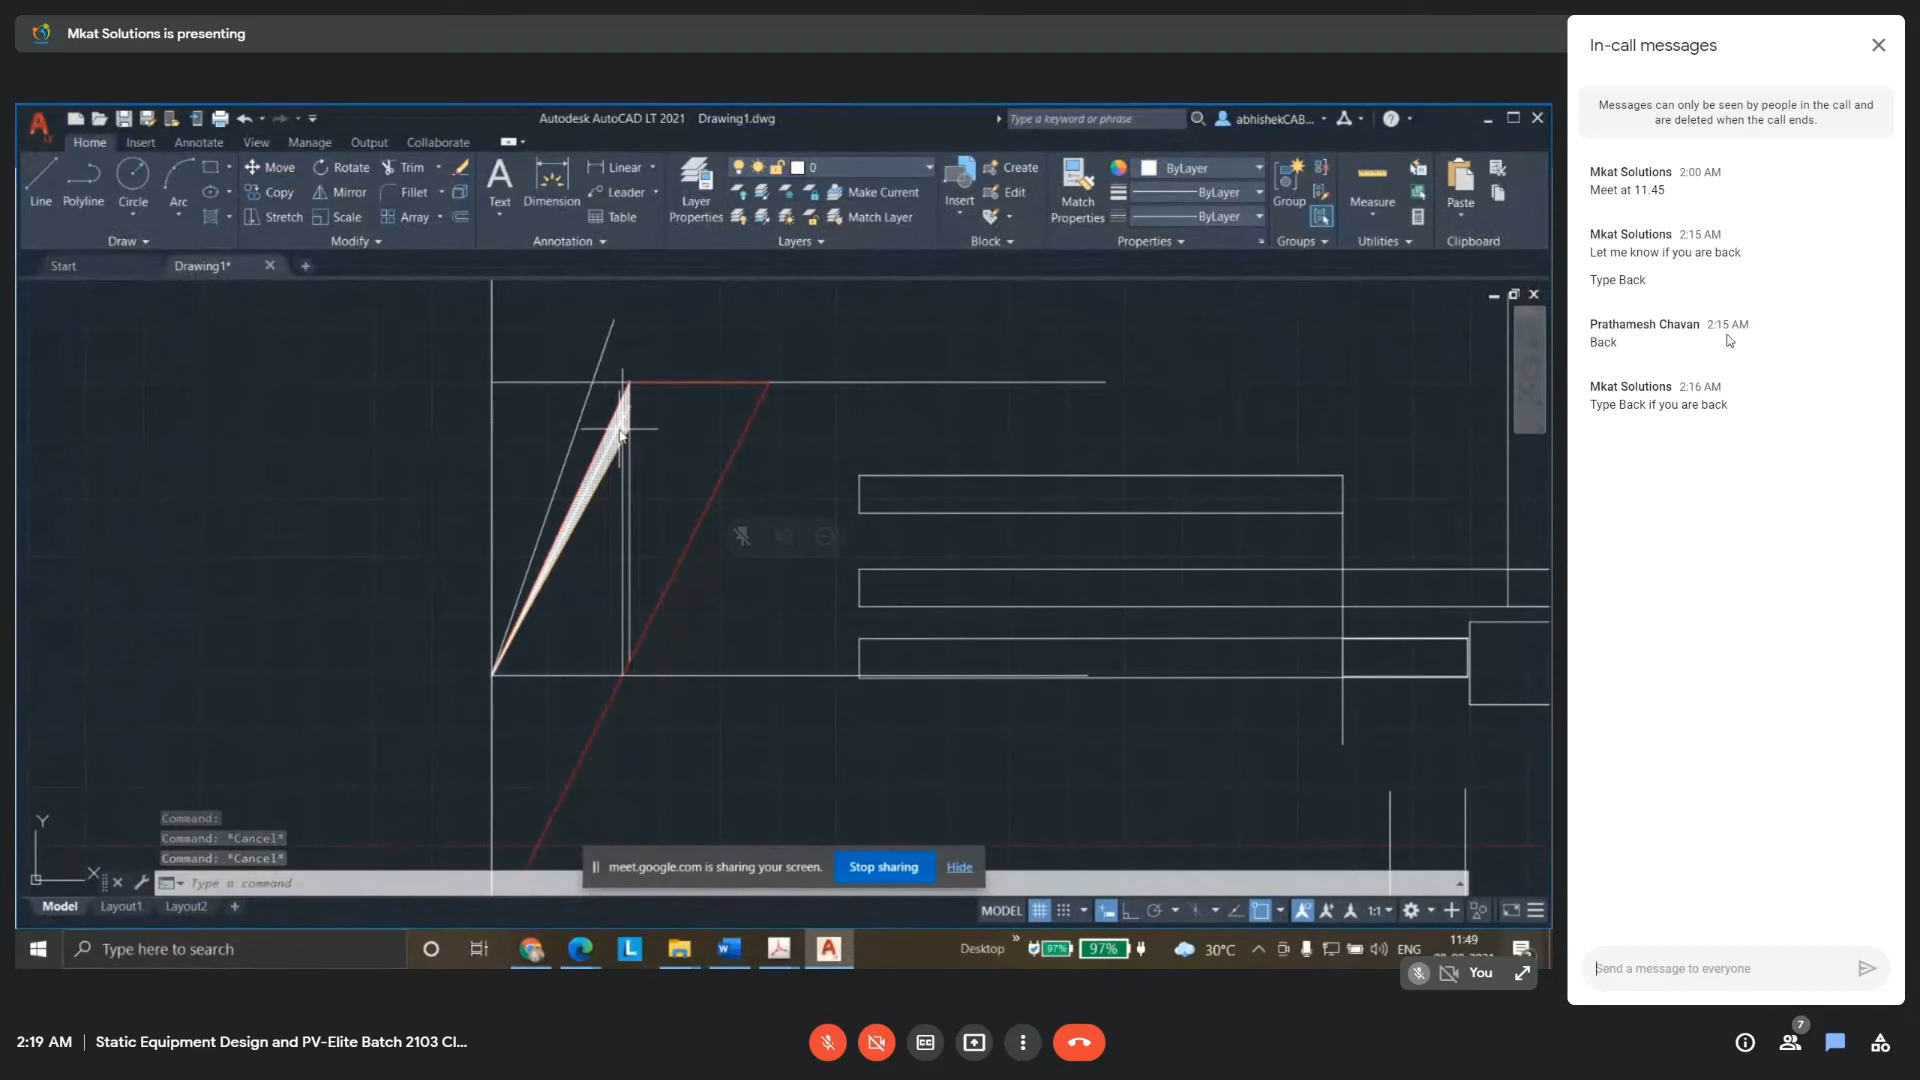 Mkat Solutions is presenting
Autodesk AutoCAD LT 2021 Drawing1.dwg
Type a keyword or phrase
abhishekCAB...
Home Insert Annotate View Manage Output Collaborate
Line Polyline Circle Arc
Move Rotate Trim
Copy Mirror Fillet
Stretch Scale Array
Text Dimension
Linear
Leader
Table
Layer Properties
0
Make Current
Match Layer
Insert
Create
Edit
Match Properties
ByLayer
ByLayer
ByLayer
Group
Measure
Paste
Draw Modify Annotation Layers Block Properties Groups Utilities Clipboard
Start Drawing1*
Y
X
Command:
Command: *Cancel*
Command: *Cancel*
Type a command
meet.google.com is sharing your screen. Stop sharing Hide
Model Layout1 Layout2
MODEL 1:1
Type here to search
Desktop 97% 97% 30°C ENG 11:49
You
2:19 AM | Static Equipment Design and PV-Elite Batch 2103 Cl...
In-call messages
Messages can only be seen by people in the call and
are deleted when the call ends.
Mkat Solutions 2:00 AM
Meet at 11.45
Mkat Solutions 2:15 AM
Let me know if you are back
Type Back
Prathamesh Chavan 2:15 AM
Back
Mkat Solutions 2:16 AM
Type Back if you are back
Send a message to everyone
7